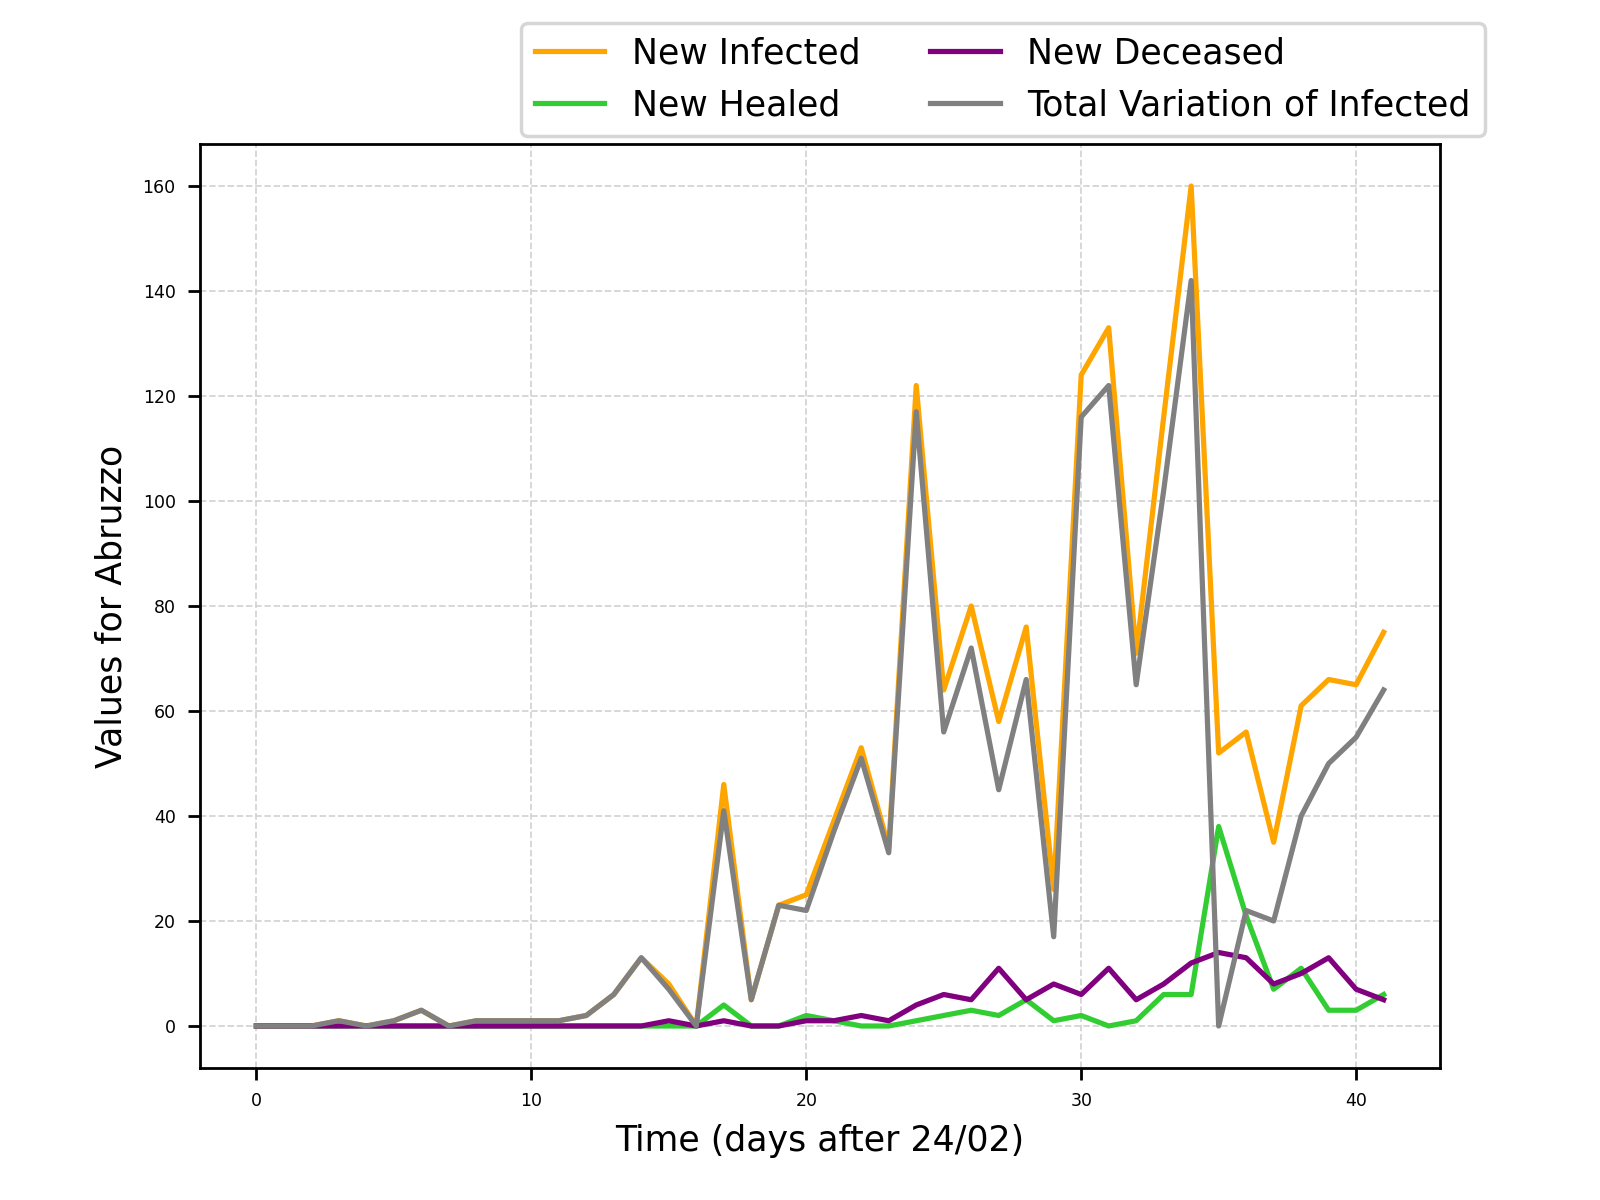 New Infected
New Healed
New Deceased
Total Variation of Infected
160
140
120
100
80
60
40
20
0
Values for Abruzzo
0 10 20 30 40
Time (days after 24/02)